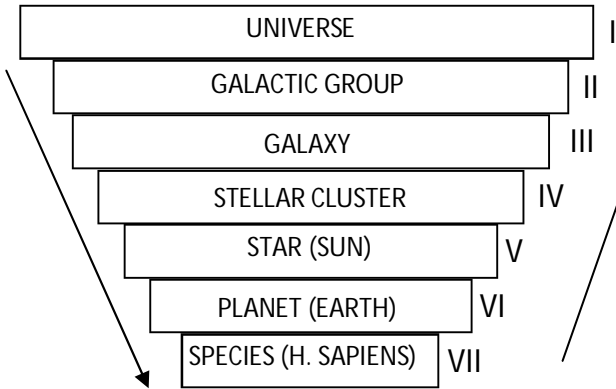 UNIVERSE I
GALACTIC GROUP II
GALAXY III
STELLAR CLUSTER IV
STAR (SUN) V
PLANET (EARTH) VI
SPECIES (H. SAPIENS) VII